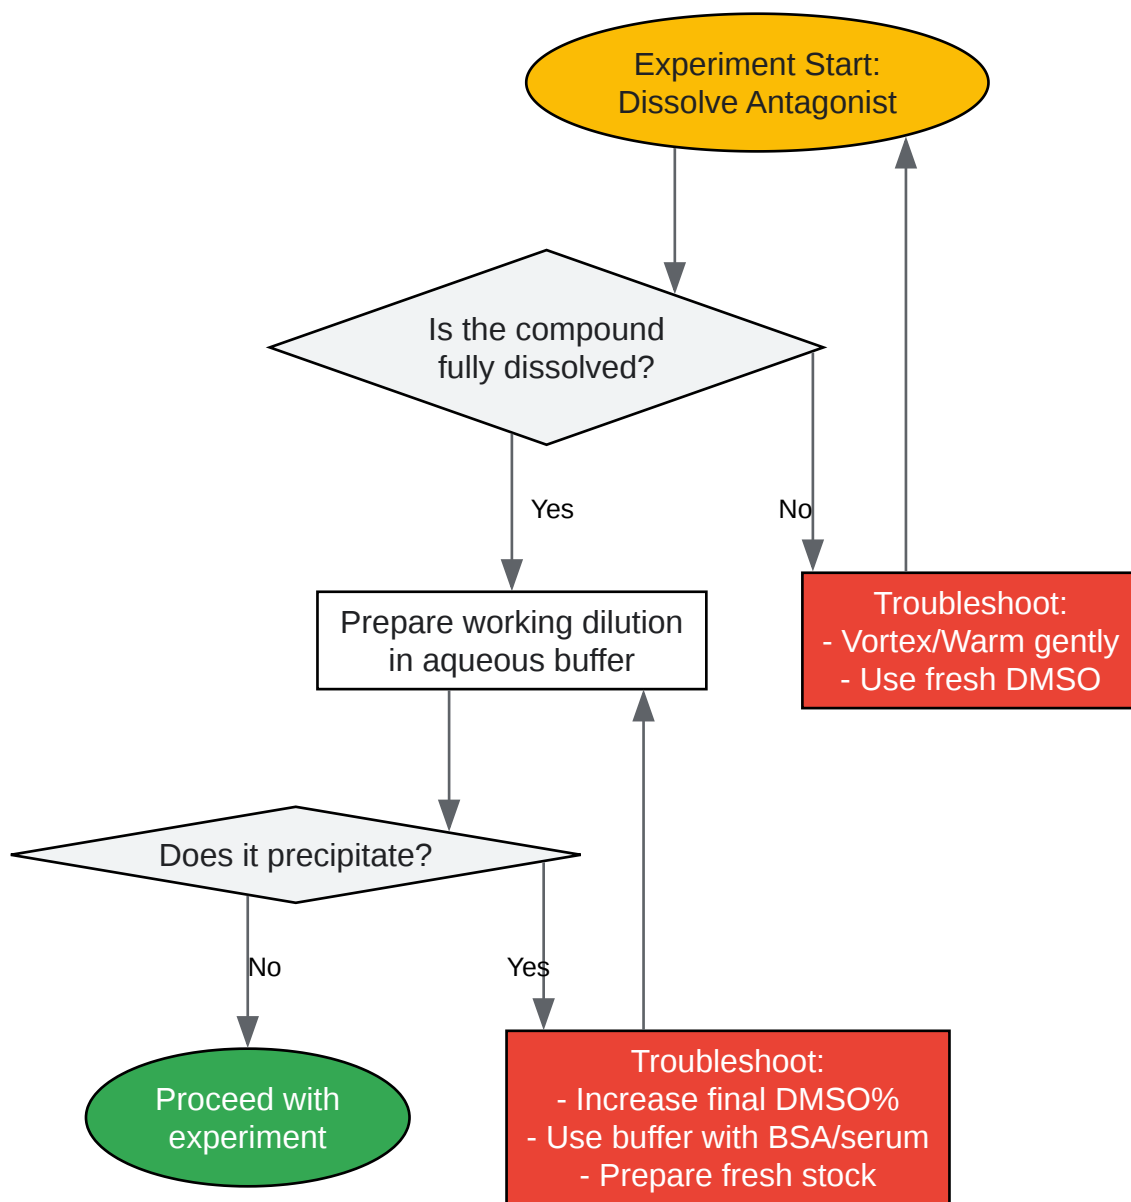 Experiment Start:
Dissolve Antagonist
Is the compound
fully dissolved?
Yes
No
Prepare working dilution
in aqueous buffer
Troubleshoot:
- Vortex/Warm gently
- Use fresh DMSO
Does it precipitate?
No
Yes
Proceed with
experiment
Troubleshoot:
- Increase final DMSO%
- Use buffer with BSA/serum
- Prepare fresh stock